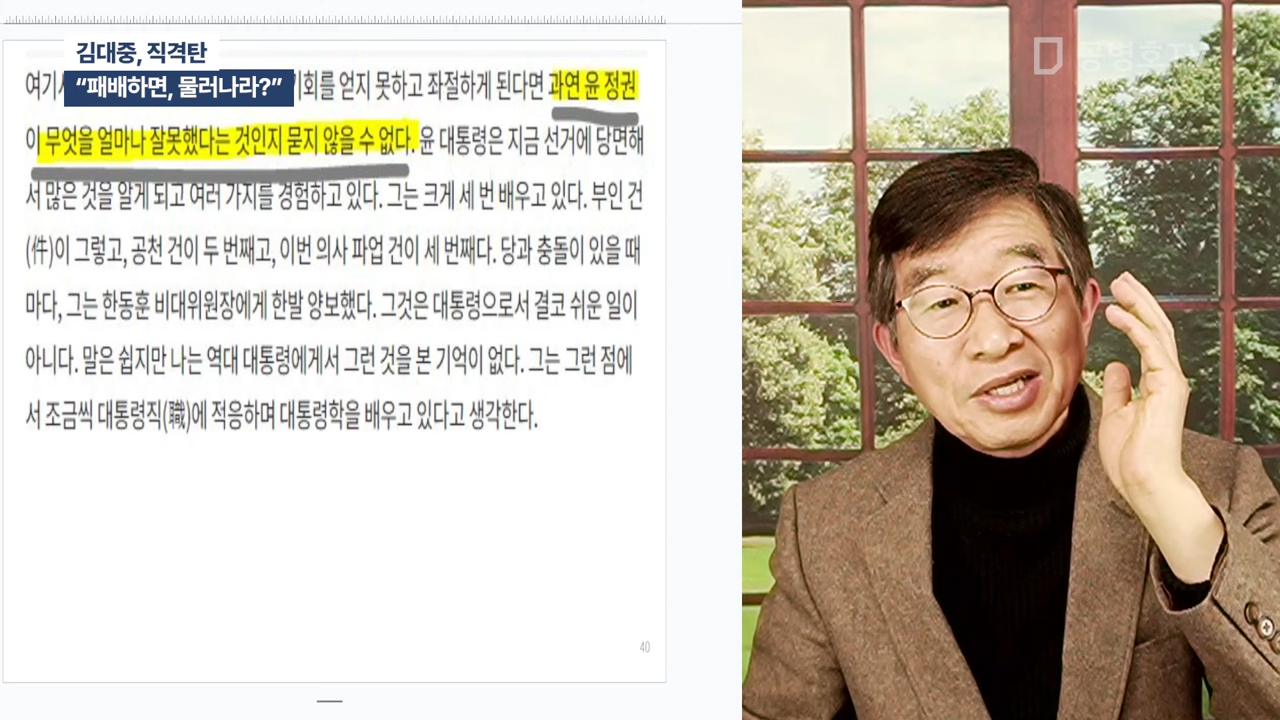 김대중, 직격탄
“패배하면, 물러나라?”
여기서 기회를 얻지 못하고 좌절하게 된다면 과연 윤 정권
이 무엇을 얼마나 잘못했다는 것인지 묻지 않을 수 없다. 윤 대통령은 지금 선거에 당면해
서 많은 것을 알게 되고 여러 가지를 경험하고 있다. 그는 크게 세 번 배우고 있다. 부인 건
(件)이 그렇고, 공천 건이 두 번째고, 이번 의사 파업 건이 세 번째다. 당과 충돌이 있을 때
마다, 그는 한동훈 비대위원장에게 한발 양보했다. 그것은 대통령으로서 결코 쉬운 일이
아니다. 말은 쉽지만 나는 역대 대통령에게서 그런 것을 본 기억이 없다. 그는 그런 점에
서 조금씩 대통령직(職)에 적응하며 대통령학을 배우고 있다고 생각한다.
40
공병호TV